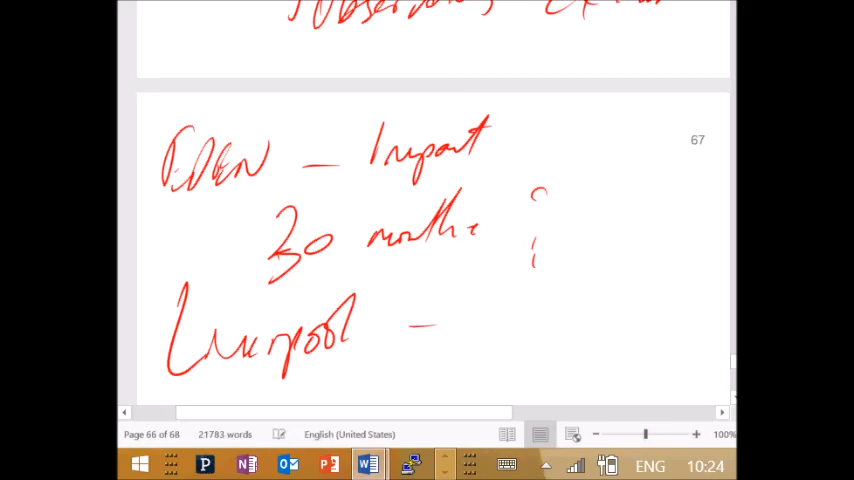 67
EDEN - Impact
30 months
Liverpool -
Page 66 of 68 21783 words English (United States) 100%
ENG 10:24